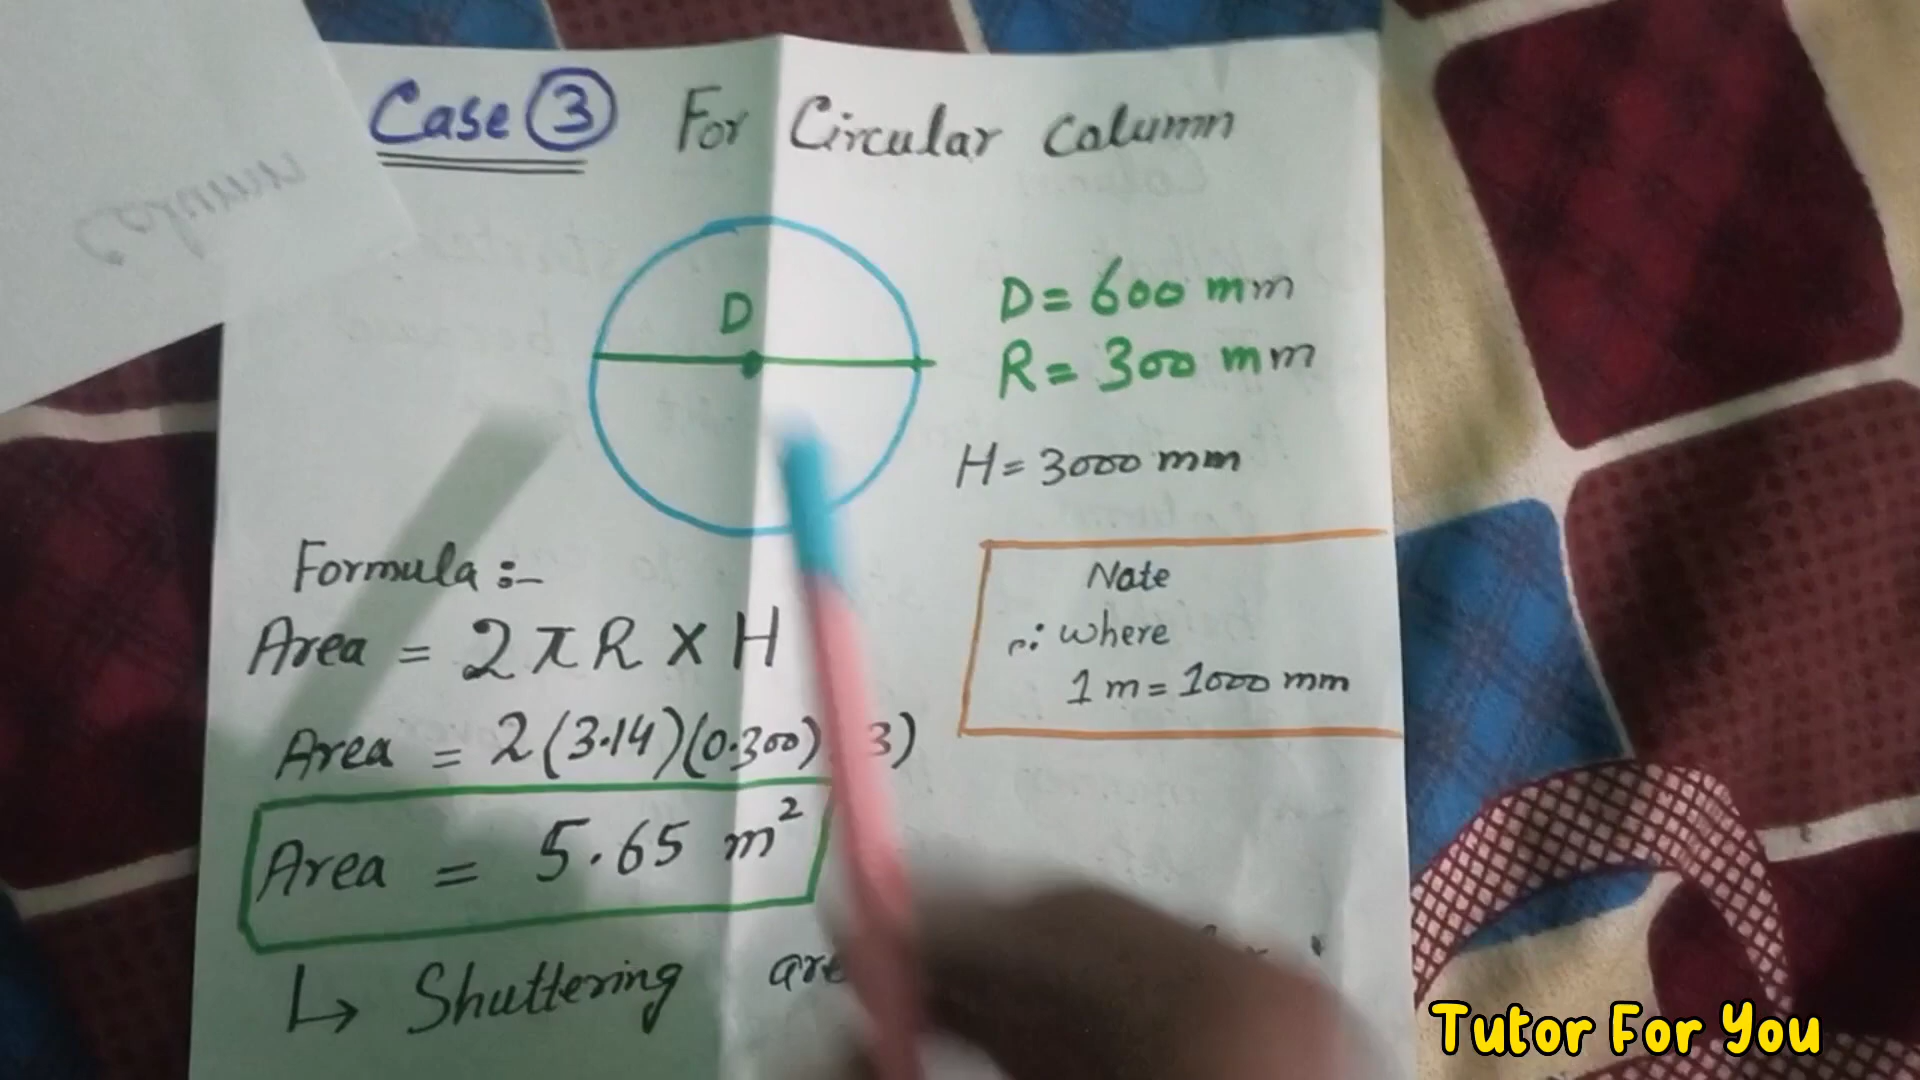 Case ③ For Circular Column
column
D
D = 600 mm
R = 300 mm
H = 3000 mm
Formula :-
Area = 2πR × H
Area = 2(3.14)(0.300) 3)
Area = 5.65 m²
↳ Shuttering
Note
∴ where
1 m = 1000 mm
Tutor For You